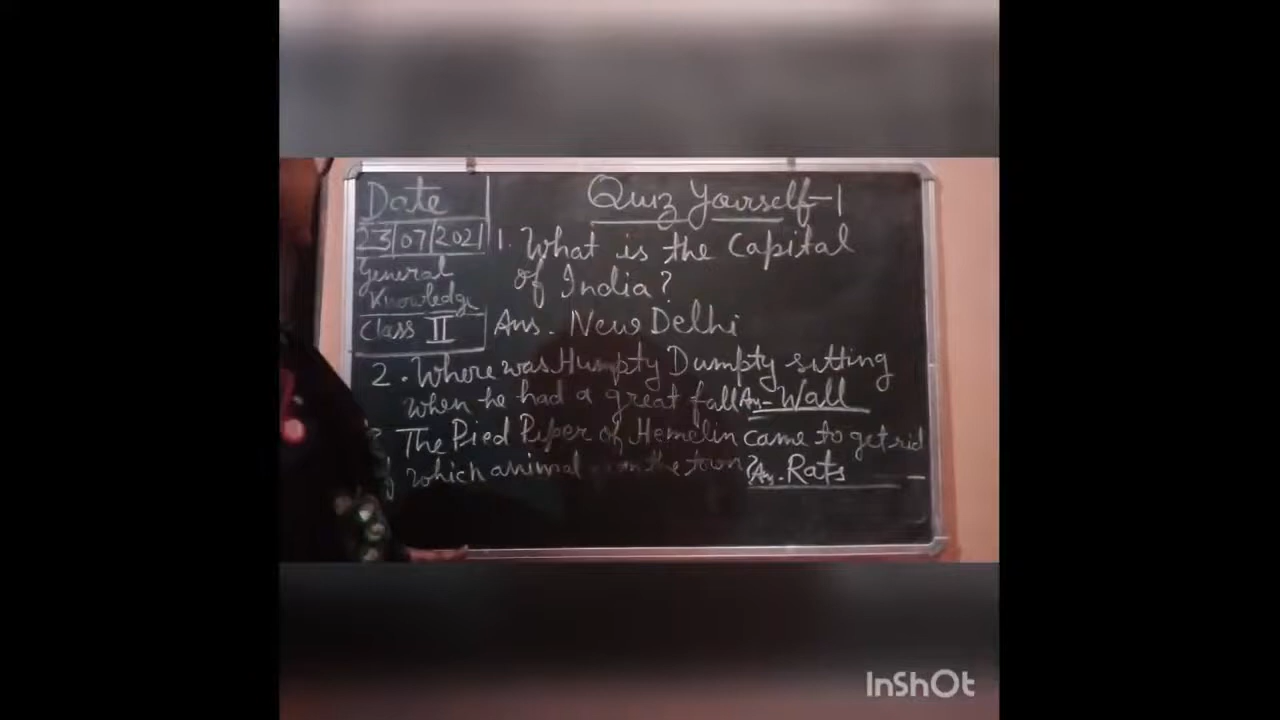 Date
23/07/2021
General
Knowledge
Class II
Quiz Yourself-1
1. What is the Capital
of India?
Ans. New Delhi
2. Where was Humpty Dumpty sitting
when he had a great fall Ans- Wall
The Pied Piper of Hemelin came to get rid
which animal from the town? Ans. Rats
InShOt